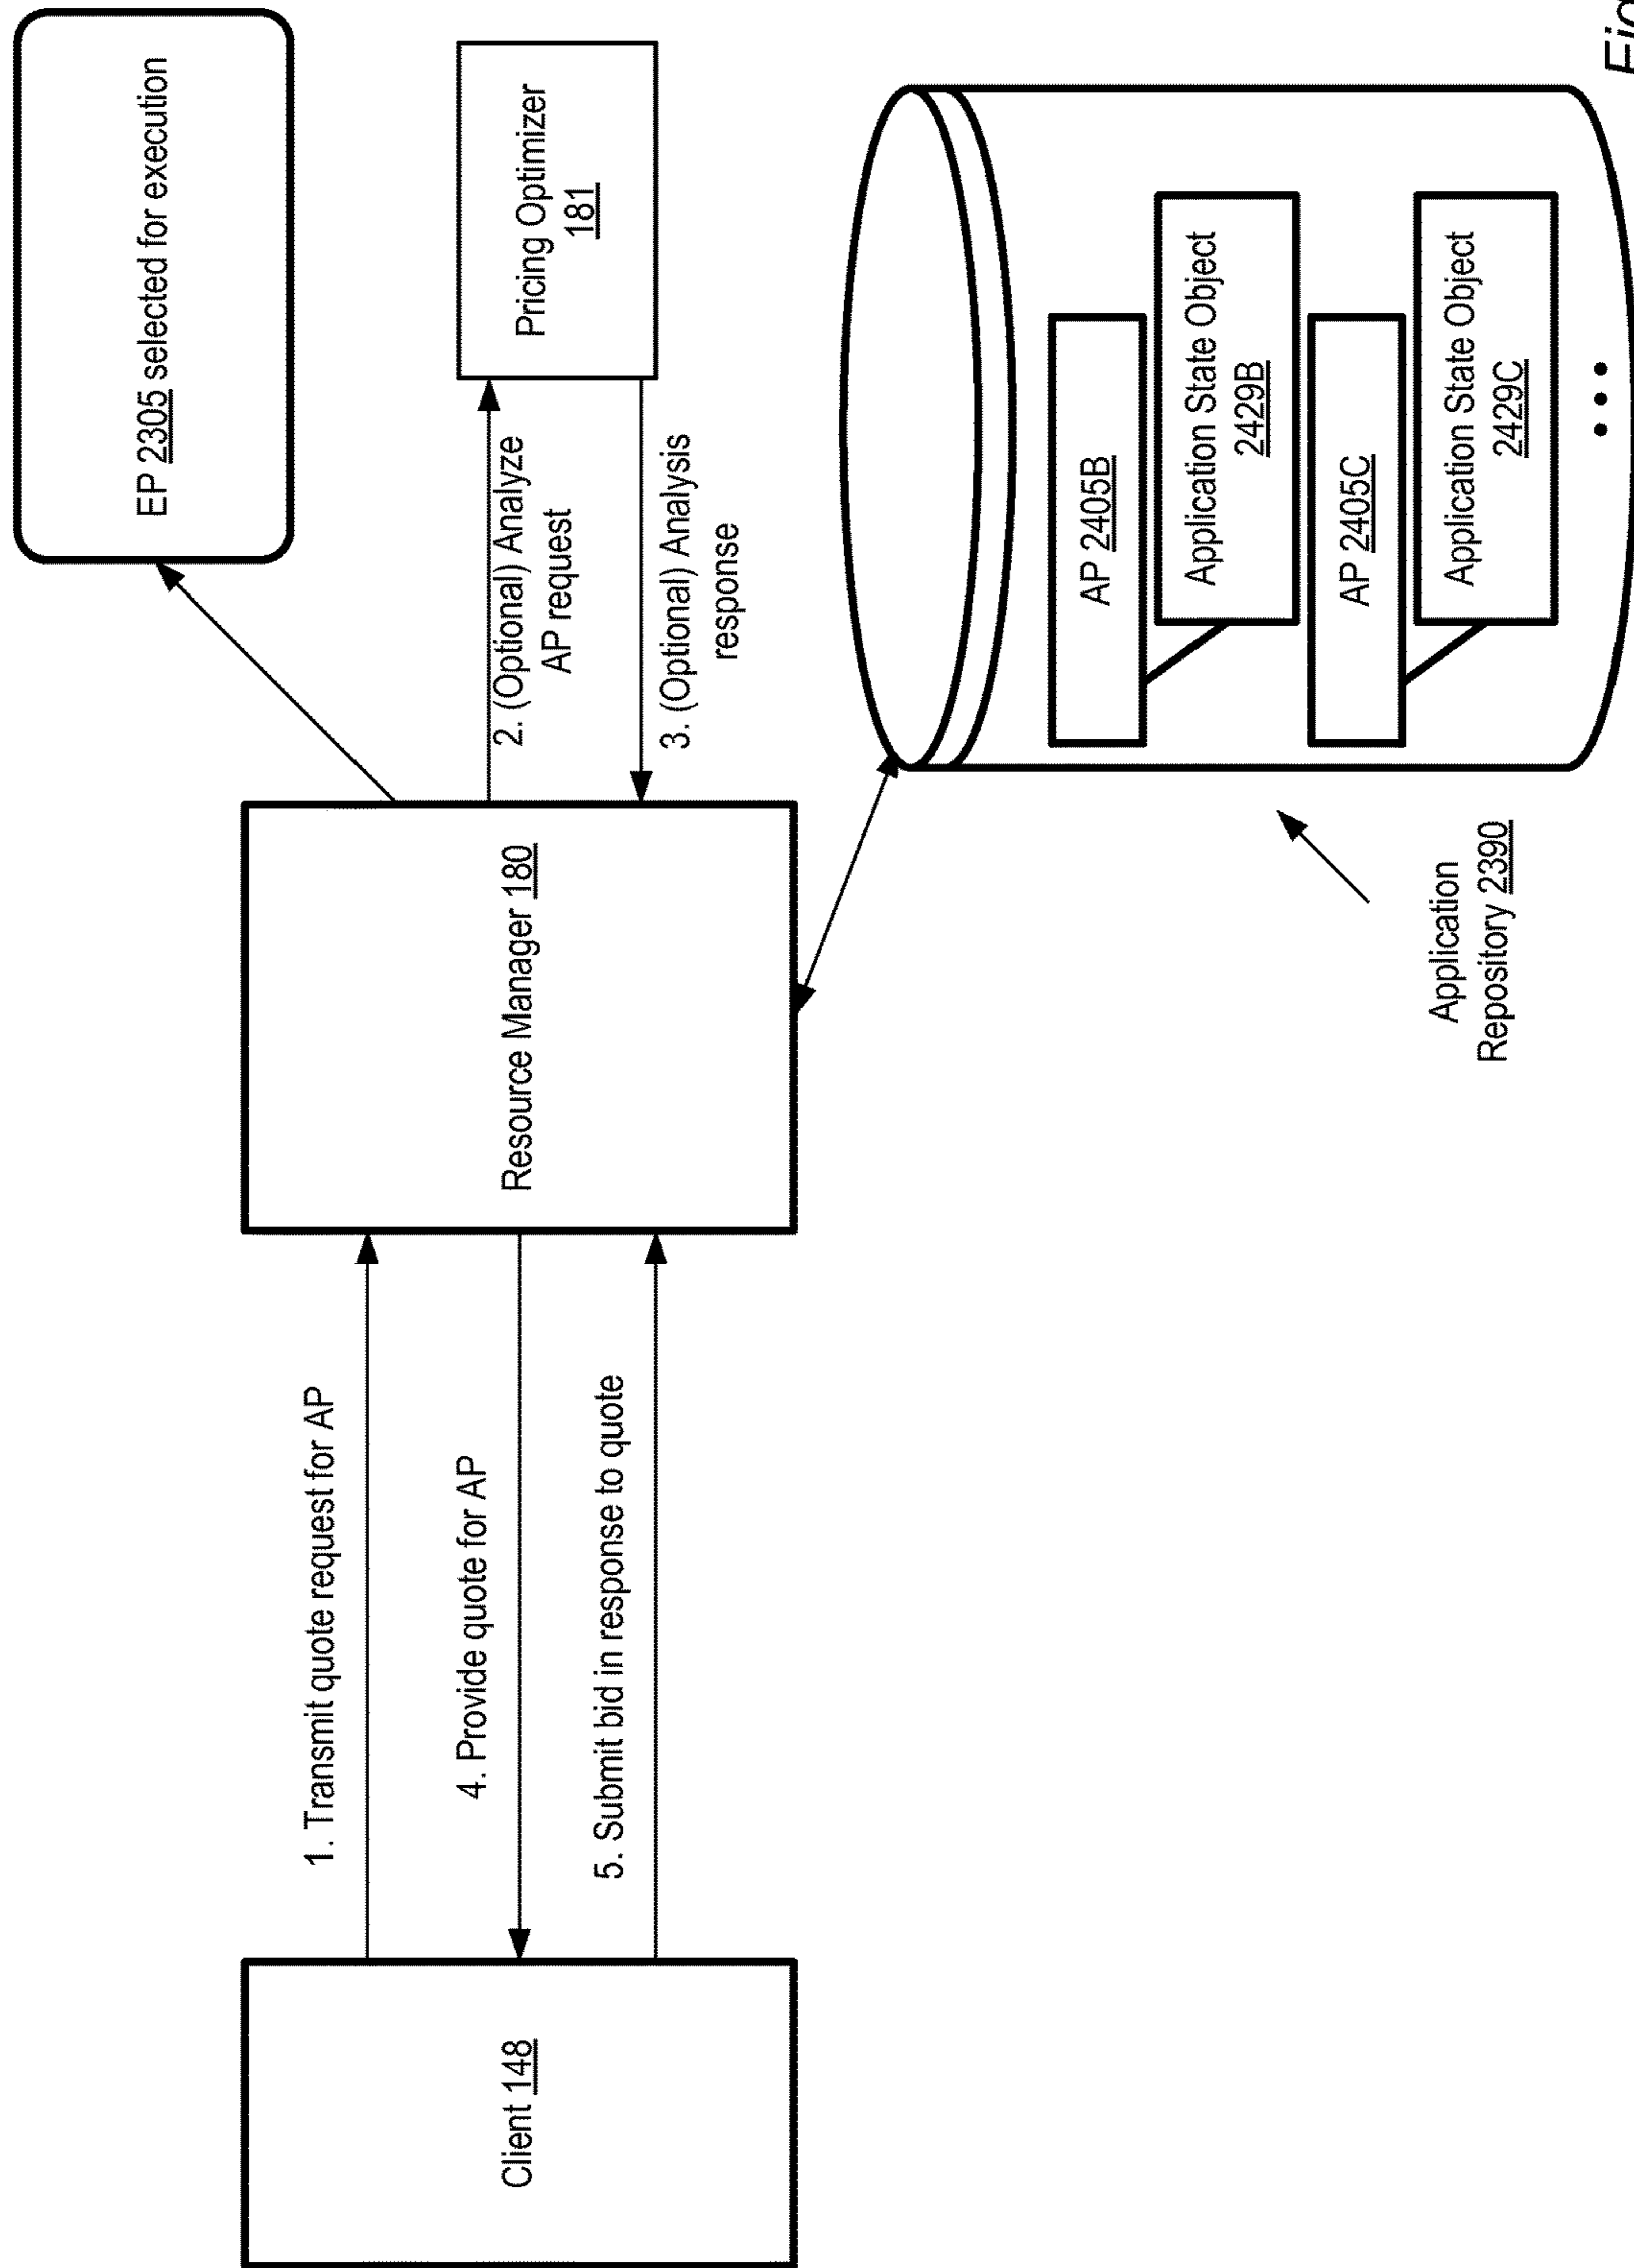 EP 2305 selected for execution
1. Transmit quote request for AP
4. Provide quote for AP
5. Submit bid in response to quote
Client 148
Resource Manager 180
2. (Optional) Analyze
AP request
3. (Optional) Analysis
response
Pricing Optimizer
181
AP 2405B
Application State Object
2429B
AP 2405C
Application State Object
2429C
Application
Repository 2390